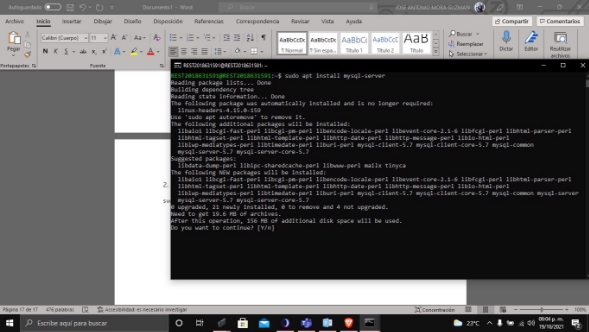 Autoguardado
Documento1 - Word
JOSE ANTONIO MORA GUZMAN
Archivo Inicio Insertar Dibujar Diseño Disposición Referencias Correspondencia Revisar Vista Ayuda
Compartir Comentarios
Pegar
Calibri (Cuerpo) 11
AaBbCcDc AaBbCcDc AaBbCc AaBbCcC AaB
1 Normal 1 Sin espa... Título 1 Título 2 Título
Buscar
Reemplazar
Seleccionar
Dictar Editor Reutilizar archivos
Portapapeles Fuente
REST2018631591@REST2018631591: ~
REST2018631591@REST2018631591:~$ sudo apt install mysql-server
Reading package lists... Done
Building dependency tree
Reading state information... Done
The following package was automatically installed and is no longer required:
linux-headers-4.15.0-159
Use 'sudo apt autoremove' to remove it.
The following additional packages will be installed:
libaio1 libcgi-fast-perl libcgi-pm-perl libencode-locale-perl libevent-core-2.1-6 libfcgi-perl libhtml-parser-perl
libhtml-tagset-perl libhtml-template-perl libhttp-date-perl libhttp-message-perl libio-html-perl
liblwp-mediatypes-perl libtimedate-perl liburi-perl mysql-client-5.7 mysql-client-core-5.7 mysql-common
mysql-server-5.7 mysql-server-core-5.7
Suggested packages:
libdata-dump-perl libipc-sharedcache-perl libwww-perl mailx tinyca
The following NEW packages will be installed:
libaio1 libcgi-fast-perl libcgi-pm-perl libencode-locale-perl libevent-core-2.1-6 libfcgi-perl libhtml-parser-perl
libhtml-tagset-perl libhtml-template-perl libhttp-date-perl libhttp-message-perl libio-html-perl
liblwp-mediatypes-perl libtimedate-perl liburi-perl mysql-client-5.7 mysql-client-core-5.7 mysql-common mysql-server
mysql-server-5.7 mysql-server-core-5.7
0 upgraded, 21 newly installed, 0 to remove and 4 not upgraded.
Need to get 19.6 MB of archives.
After this operation, 156 MB of additional disk space will be used.
Do you want to continue? [Y/n]
2.
Página 17 de 17 476 palabras Accesibilidad: es necesario investigar
Concentración
100%
Escribe aquí para buscar
23°C
08:08 p. m.
19/10/2021